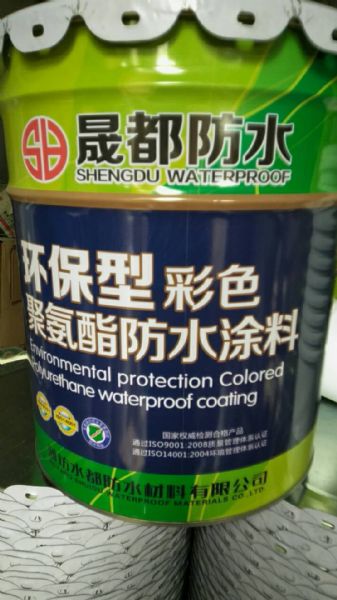 晟都防水
SHENGDU WATERPROOF
环保型 彩色
聚氨酯防水涂料
Environmental protection Colored
Polyurethane waterproof coating
国家权威检测合格产品
通过ISO9001:2008质量管理体系认证
通过ISO14001:2004环境管理体系认证
潍坊水都防水材料有限公司